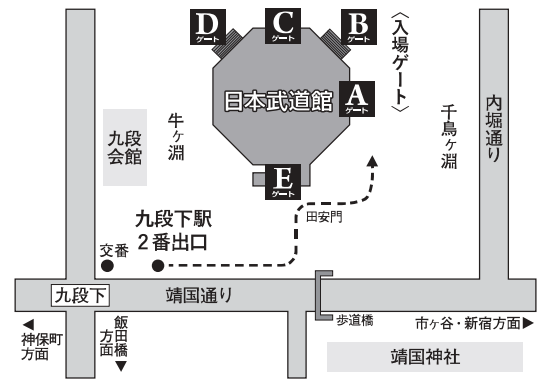 D
ゲート
C
ゲート
B
ゲート
〈入場ゲート〉
日本武道館
A
ゲート
内堀通り
千鳥ヶ淵
牛ヶ淵
九段
会館
E
ゲート
田安門
九段下駅
2番出口
交番
九段下
靖国通り
歩道橋
市ヶ谷・新宿方面▶
◀
神保町
方面
飯田橋
方面
▼
靖国神社